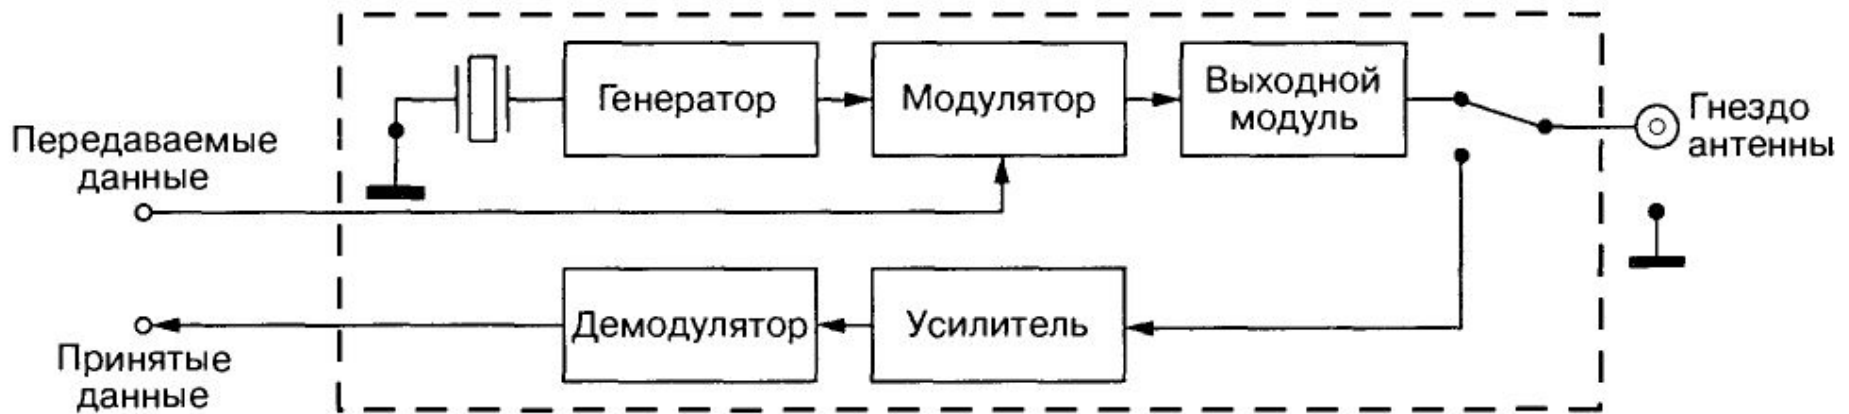 Генератор
Модулятор
Выходной
модуль
Гнездо
антенны
Передаваемые
данные
Демодулятор
Усилитель
Принятые
данные